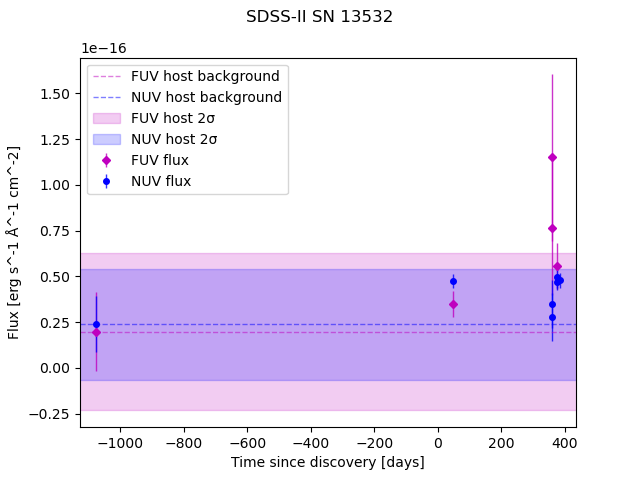 SDSS-II SN 13532
1e−16
FUV host background
NUV host background
FUV host 2σ
NUV host 2σ
FUV flux
NUV flux
1.50
1.25
1.00
0.75
0.50
0.25
0.00
−0.25
Flux [erg s^-1 Å^-1 cm^-2]
−1000 −800 −600 −400 −200 0 200 400
Time since discovery [days]